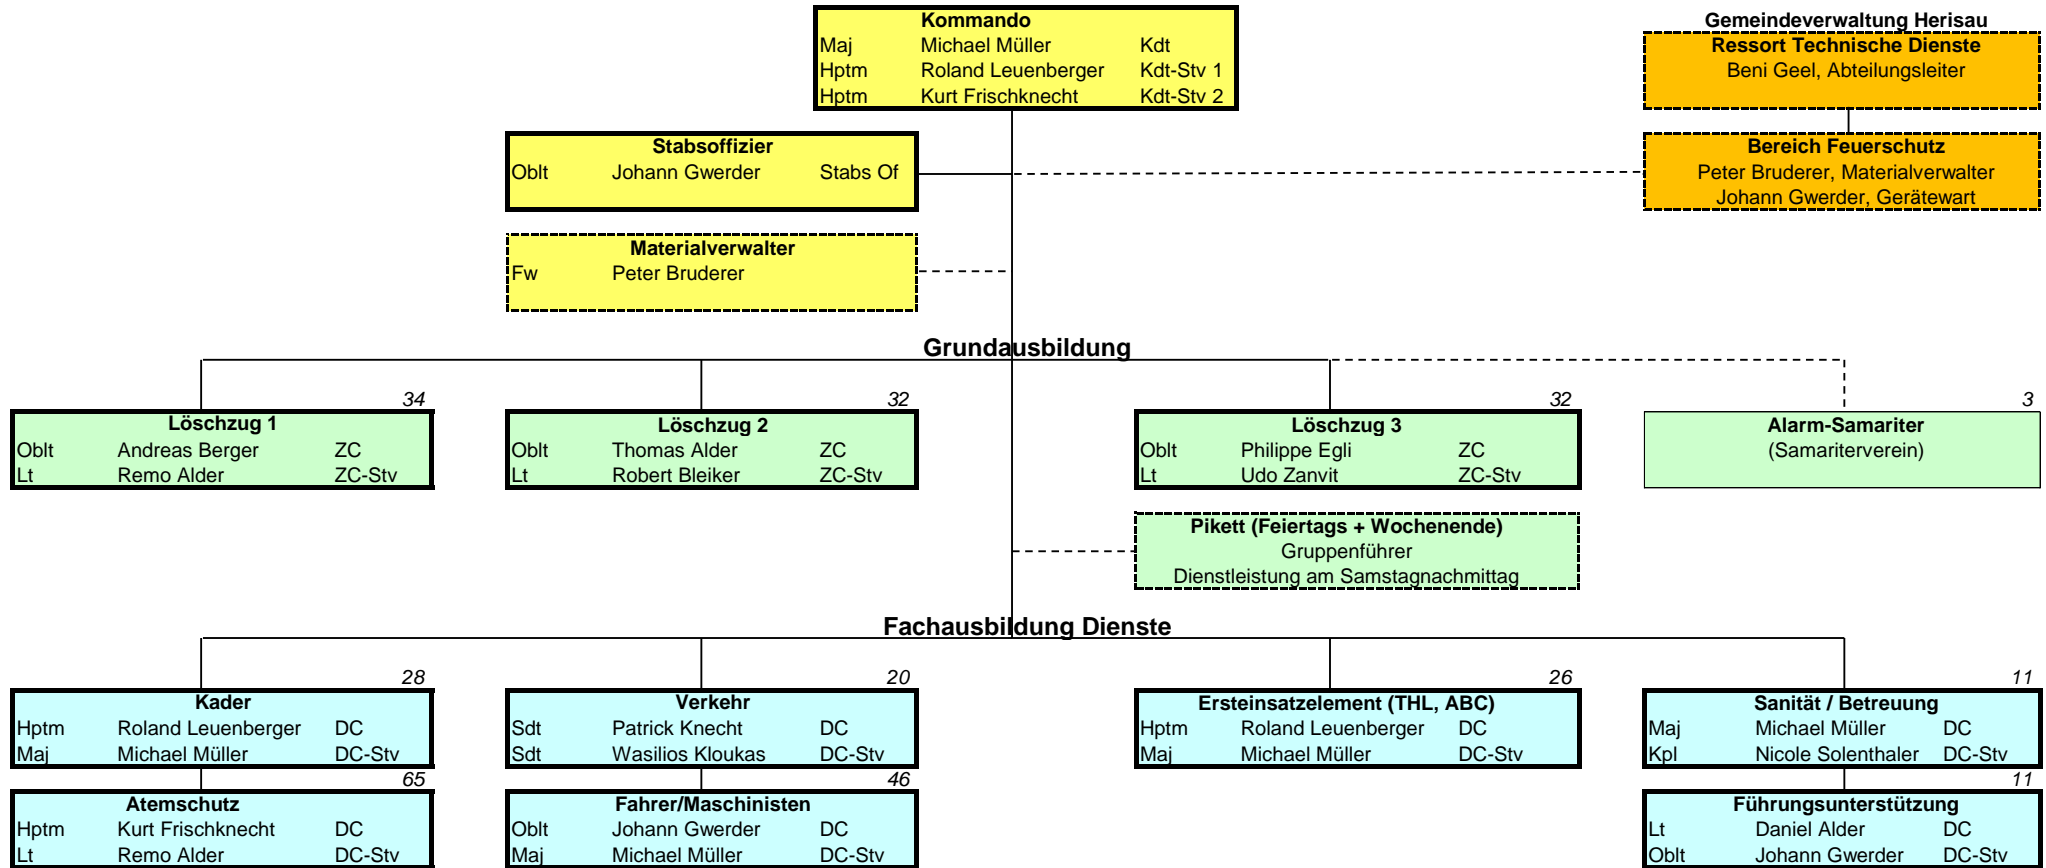 Kommando
Maj Michael Müller Kdt
Hptm Roland Leuenberger Kdt-Stv 1
Hptm Kurt Frischknecht Kdt-Stv 2
Gemeindeverwaltung Herisau
Ressort Technische Dienste
Beni Geel, Abteilungsleiter
Stabsoffizier
Oblt Johann Gwerder Stabs Of
Bereich Feuerschutz
Peter Bruderer, Materialverwalter
Johann Gwerder, Gerätewart
Materialverwalter
Fw Peter Bruderer
Grundausbildung
34
Löschzug 1
Oblt Andreas Berger ZC
Lt Remo Alder ZC-Stv
32
Löschzug 2
Oblt Thomas Alder ZC
Lt Robert Bleiker ZC-Stv
32
Löschzug 3
Oblt Philippe Egli ZC
Lt Udo Zanvit ZC-Stv
3
Alarm-Samariter
(Samariterverein)
Pikett (Feiertags + Wochenende)
Gruppenführer
Dienstleistung am Samstagnachmittag
Fachausbildung Dienste
28
Kader
Hptm Roland Leuenberger DC
Maj Michael Müller DC-Stv
20
Verkehr
Sdt Patrick Knecht DC
Sdt Wasilios Kloukas DC-Stv
26
Ersteinsatzelement (THL, ABC)
Hptm Roland Leuenberger DC
Maj Michael Müller DC-Stv
11
Sanität / Betreuung
Maj Michael Müller DC
Kpl Nicole Solenthaler DC-Stv
65
Atemschutz
Hptm Kurt Frischknecht DC
Lt Remo Alder DC-Stv
46
Fahrer/Maschinisten
Oblt Johann Gwerder DC
Maj Michael Müller DC-Stv
11
Führungsunterstützung
Lt Daniel Alder DC
Oblt Johann Gwerder DC-Stv